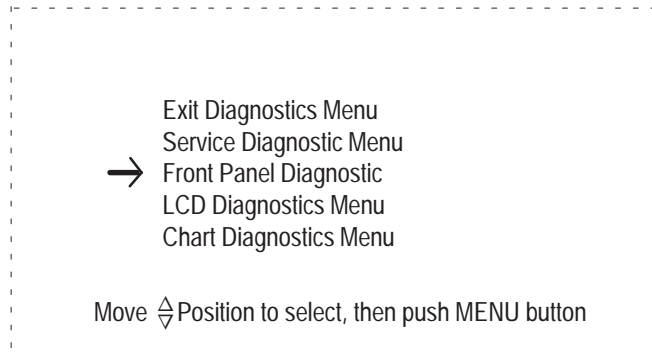 Exit Diagnostics Menu
Service Diagnostic Menu
→ Front Panel Diagnostic
LCD Diagnostics Menu
Chart Diagnostics Menu
Move △▽ Position to select, then push MENU button